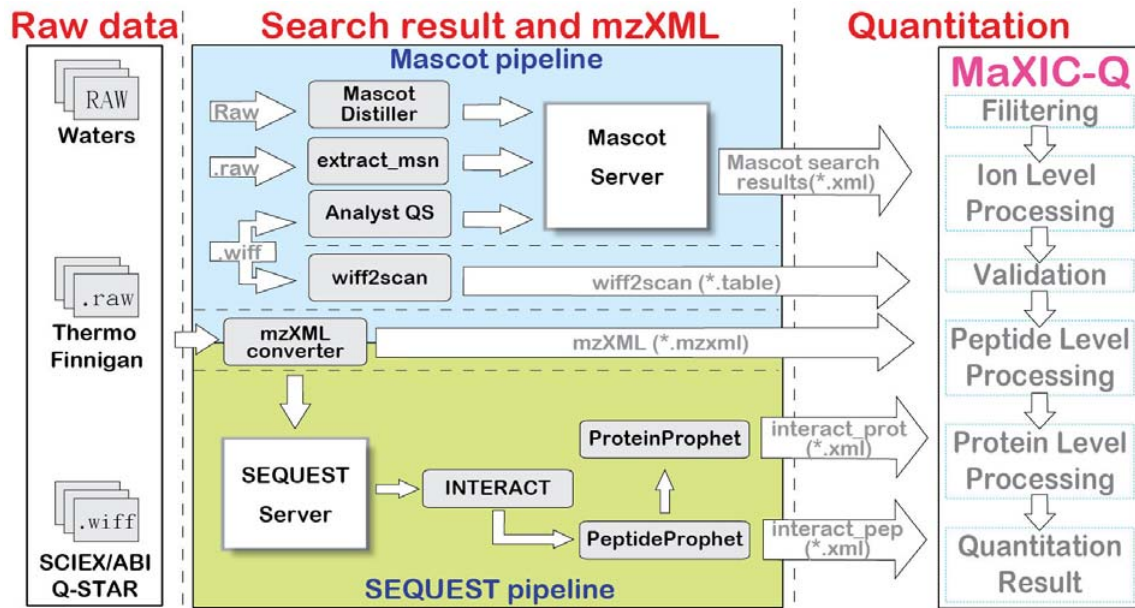 Raw data
Search result and mzXML
Quantitation
RAW
Waters
.raw
Thermo
Finnigan
.wiff
SCIEX/ABI
Q-STAR
Mascot pipeline
Raw
Mascot
Distiller
.raw
extract_msn
.wiff
Analyst QS
wiff2scan
Mascot
Server
Mascot search
results(*.xml)
wiff2scan (*.table)
mzXML
converter
mzXML (*.mzxml)
SEQUEST
Server
INTERACT
ProteinProphet
PeptideProphet
interact_prot
(*.xml)
interact_pep
(*.xml)
SEQUEST pipeline
MaXIC-Q
Filitering
Ion Level
Processing
Validation
Peptide Level
Processing
Protein Level
Processing
Quantitation
Result